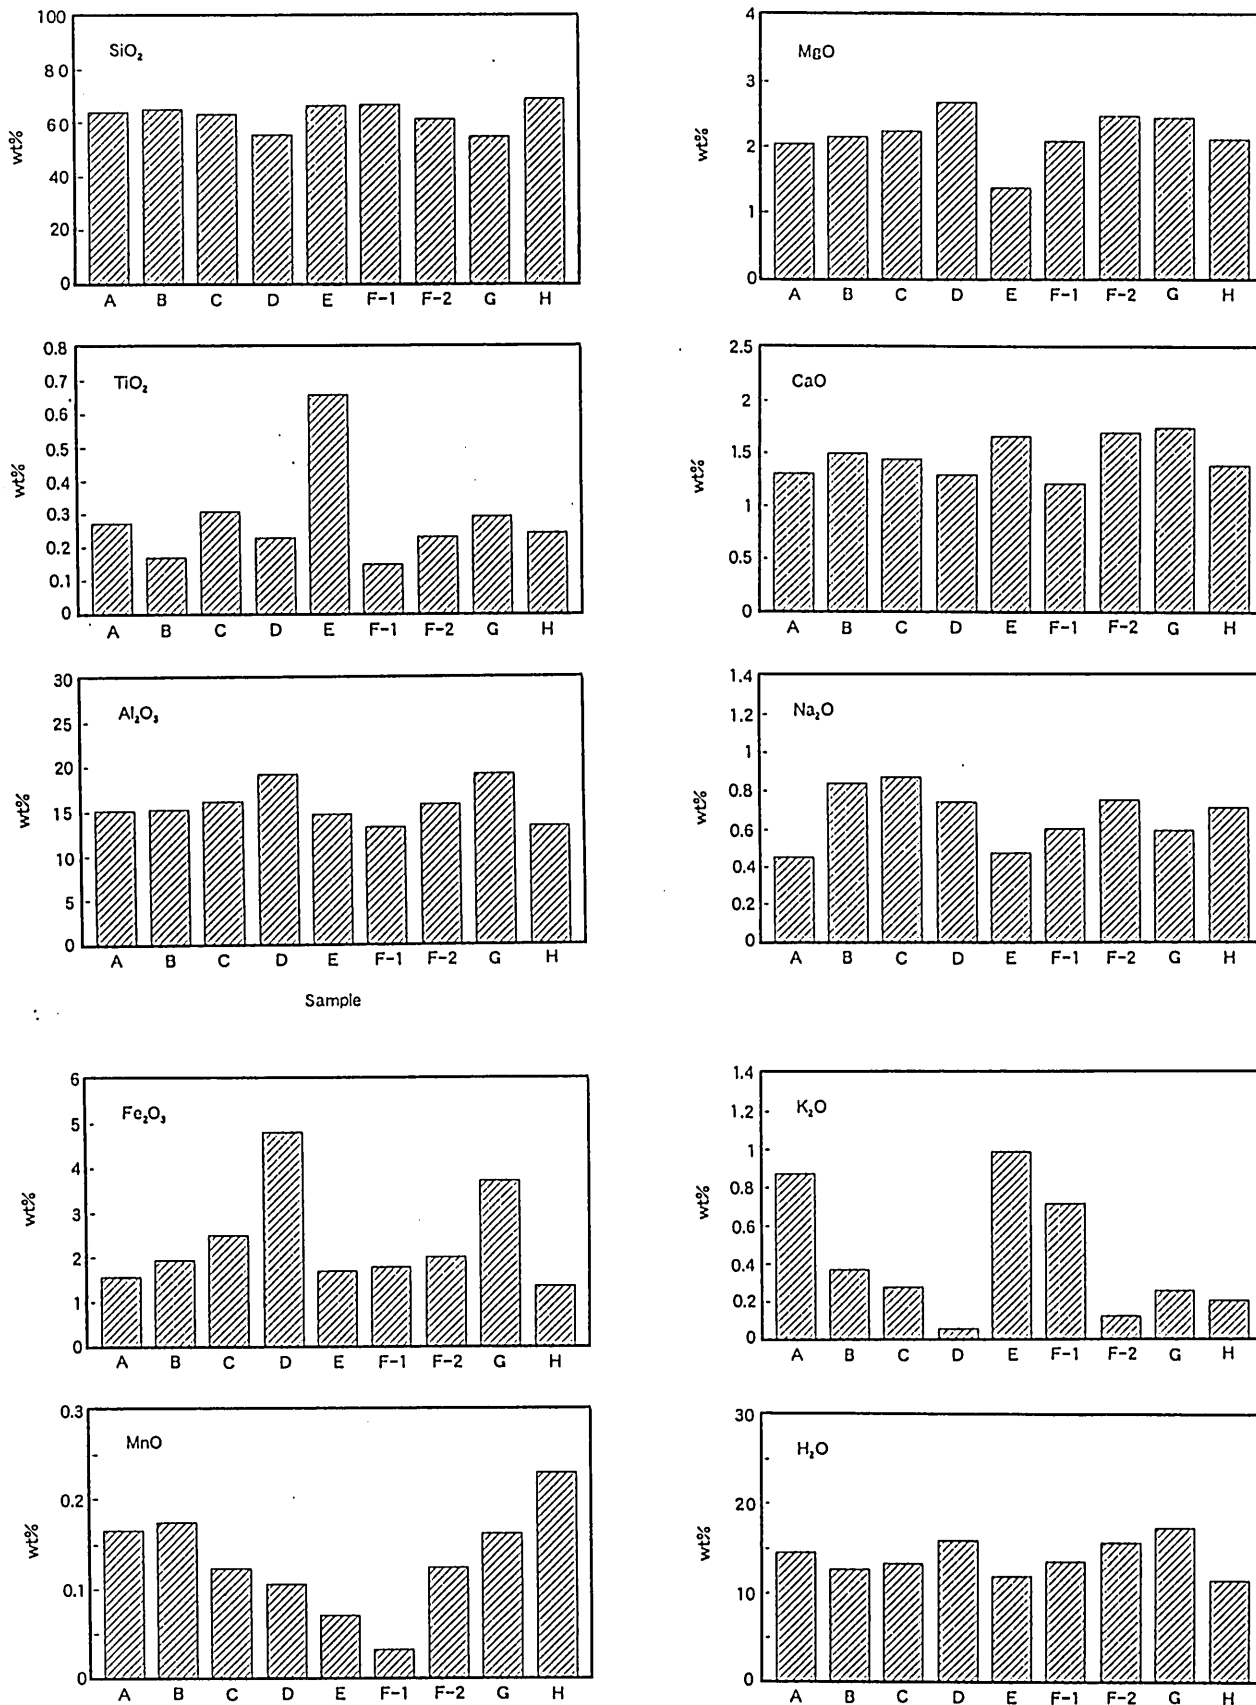 SiO₂
100
80
60
40
20
0
wt%
A B C D E F-1 F-2 G H
MgO
4
3
2
1
0
wt%
A B C D E F-1 F-2 G H
TiO₂
0.8
0.7
0.6
0.5
0.4
0.3
0.2
0.1
0
wt%
A B C D E F-1 F-2 G H
CaO
2.5
2
1.5
1
0.5
0
wt%
A B C D E F-1 F-2 G H
Al₂O₃
30
25
20
15
10
5
0
wt%
A B C D E F-1 F-2 G H
Sample
Na₂O
1.4
1.2
1
0.8
0.6
0.4
0.2
0
wt%
A B C D E F-1 F-2 G H
Fe₂O₃
6
5
4
3
2
1
0
wt%
A B C D E F-1 F-2 G H
K₂O
1.4
1.2
1
0.8
0.6
0.4
0.2
0
wt%
A B C D E F-1 F-2 G H
MnO
0.3
0.2
0.1
0
wt%
A B C D E F-1 F-2 G H
H₂O
30
20
10
0
wt%
A B C D E F-1 F-2 G H